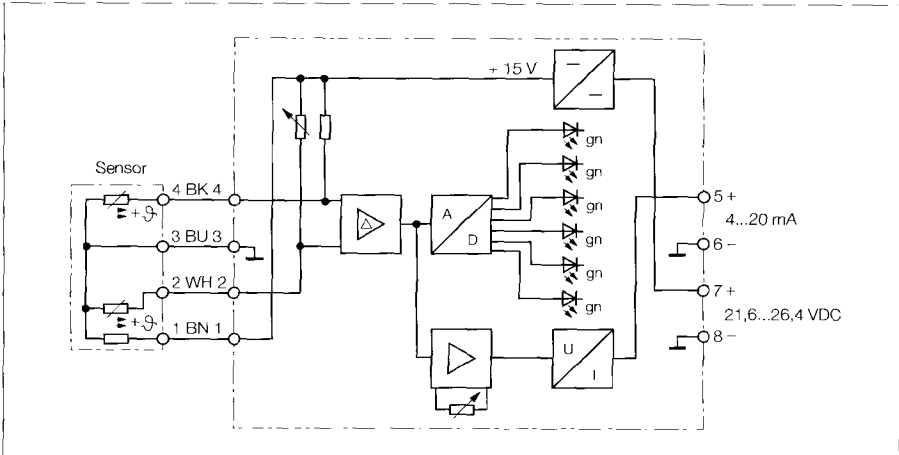 + 15 V
Sensor
gn
gn
gn
gn
gn
gn
4 BK 4
+ϑ
3 BU 3
2 WH 2
+ϑ
1 BN 1
Δ
A
D
U
I
5 +
4...20 mA
6 −
7 +
21,6...26,4 VDC
8 −